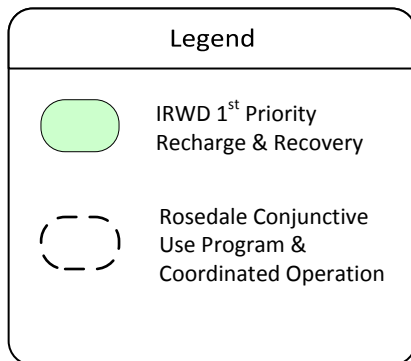 Legend
IRWD 1st Priority
Recharge & Recovery
Rosedale Conjunctive
Use Program &
Coordinated Operation